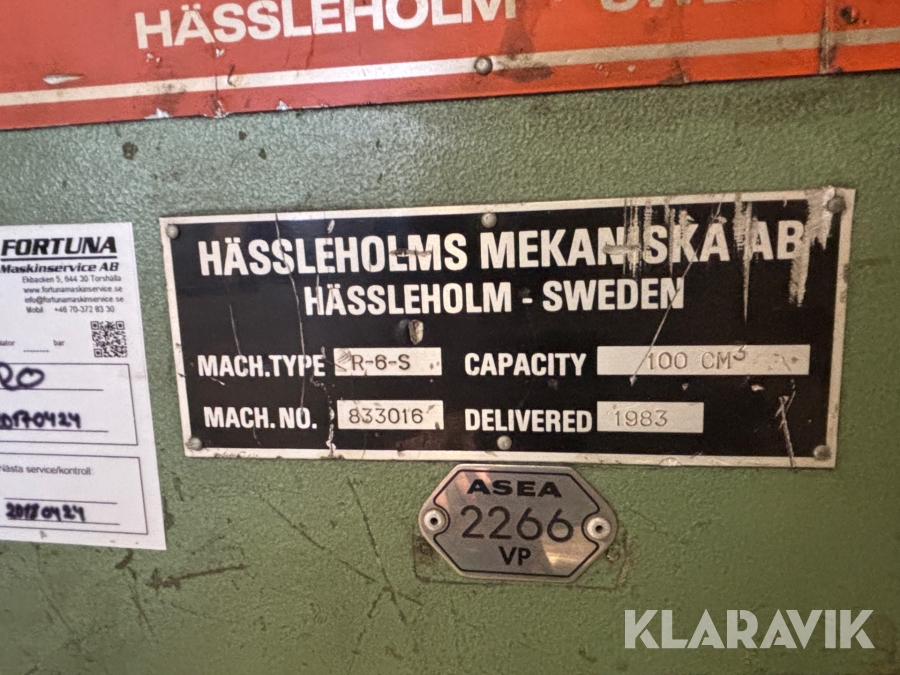 HÄSSLEHOLM - SWE
HÄSSLEHOLMS MEKANISKA AB
HÄSSLEHOLM - SWEDEN
MACH.TYPE R-6-S CAPACITY 100 CM³
MACH.NO. 833016 DELIVERED 1983
ASEA
2266
VP
FORTUNA
Maskinservice AB
Ekbacken 5, 644 30 Torshälla
www.fortunamaskinservice.se
info@fortunamaskinservice.se
Mobil +46 70-372 83 30
bar
20170424
Nästa service/kontroll:
20180424
KLARAVIK